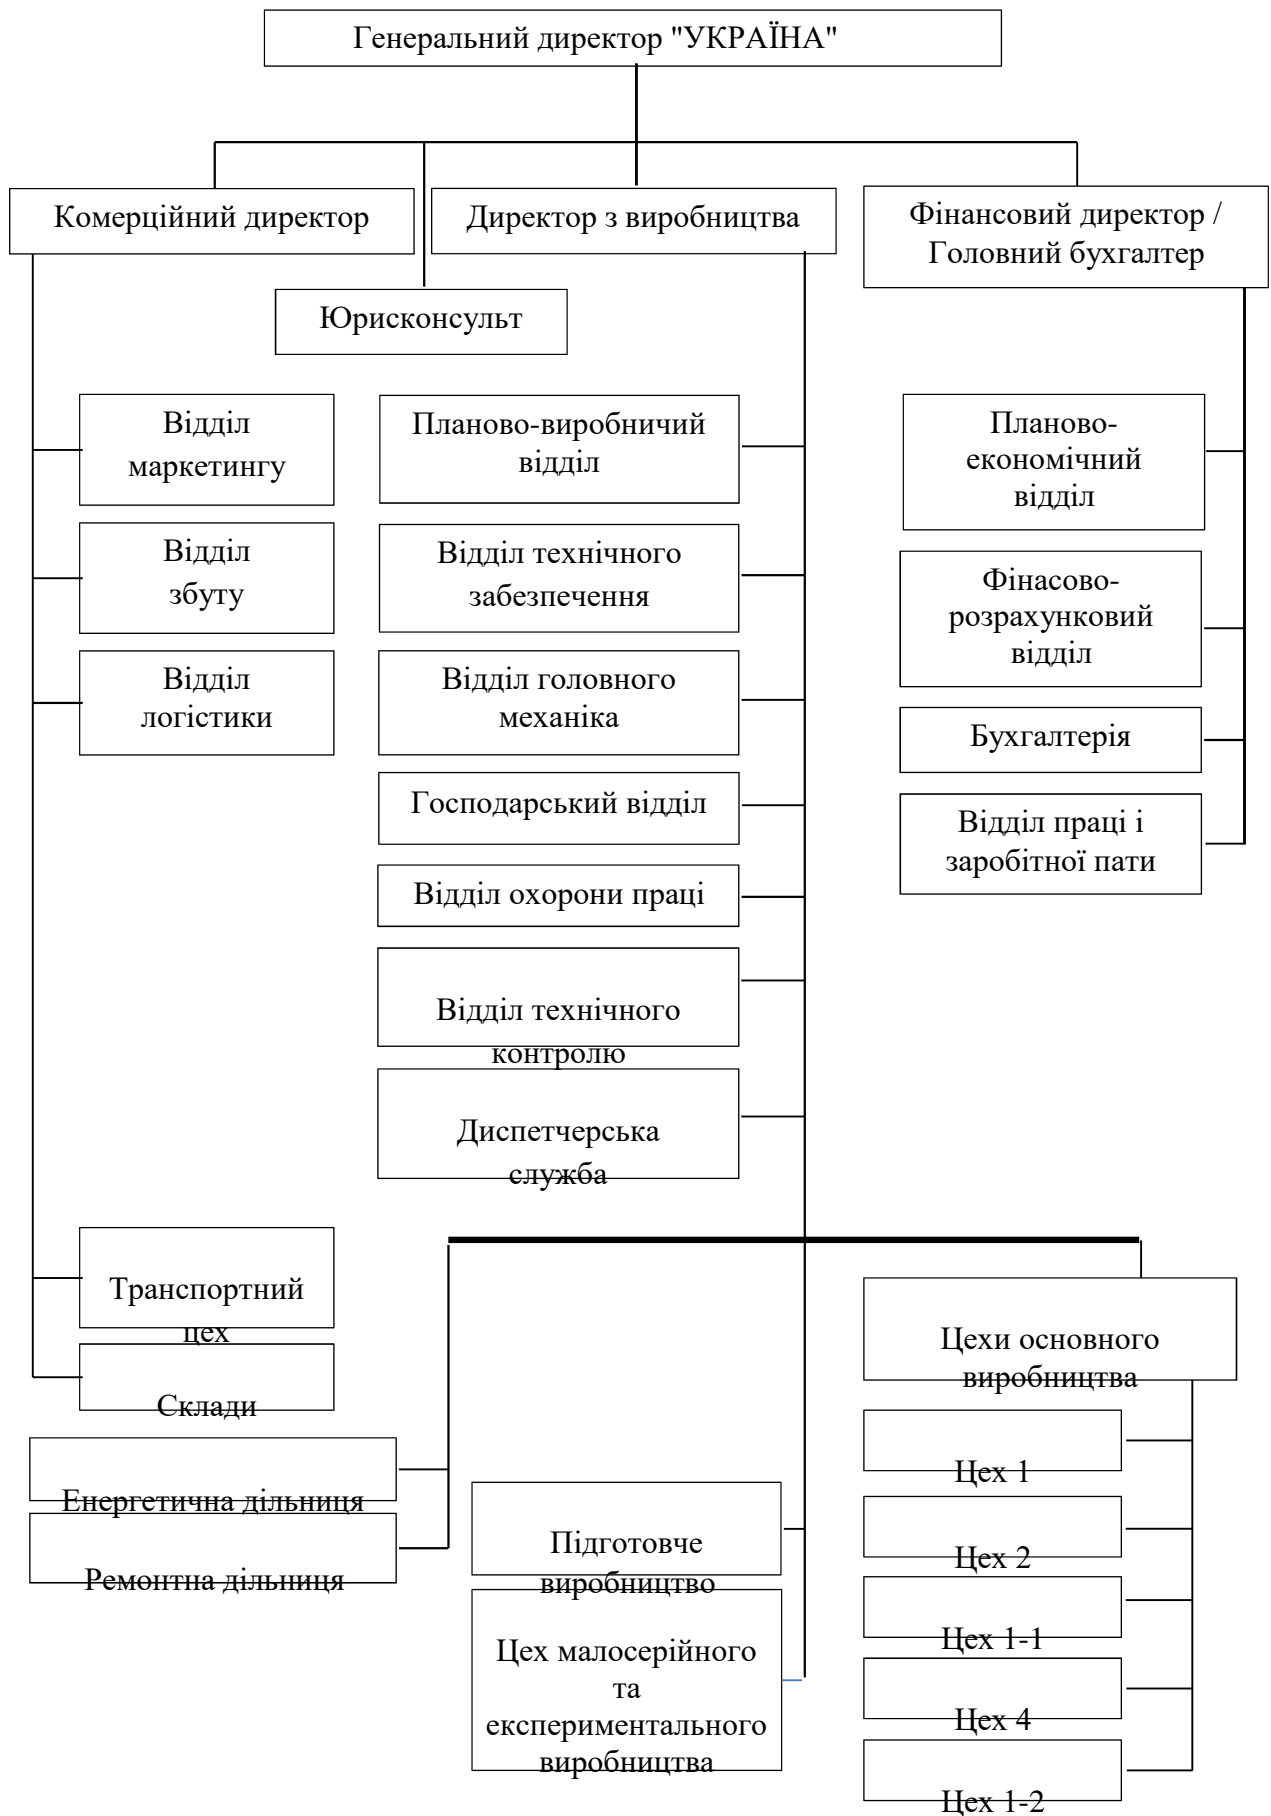 Генеральний директор "УКРАЇНА"
Комерційний директор
Директор з виробництва
Фінансовий директор /
Головний бухгалтер
Юрисконсульт
Відділ
маркетингу
Відділ
збуту
Відділ
логістики
Планово-виробничий
відділ
Відділ технічного
забезпечення
Відділ головного
механіка
Господарський відділ
Відділ охорони праці
Відділ технічного
контролю
Диспетчерська
служба
Планово-
економічний
відділ
Фінасово-
розрахунковий
відділ
Бухгалтерія
Відділ праці і
заробітної пати
Транспортний
цех
Склади
Енергетична дільниця
Ремонтна дільниця
Підготовче
виробництво
Цех малосерійного
та
експериментального
виробництва
Цехи основного
виробництва
Цех 1
Цех 2
Цех 1-1
Цех 4
Цех 1-2